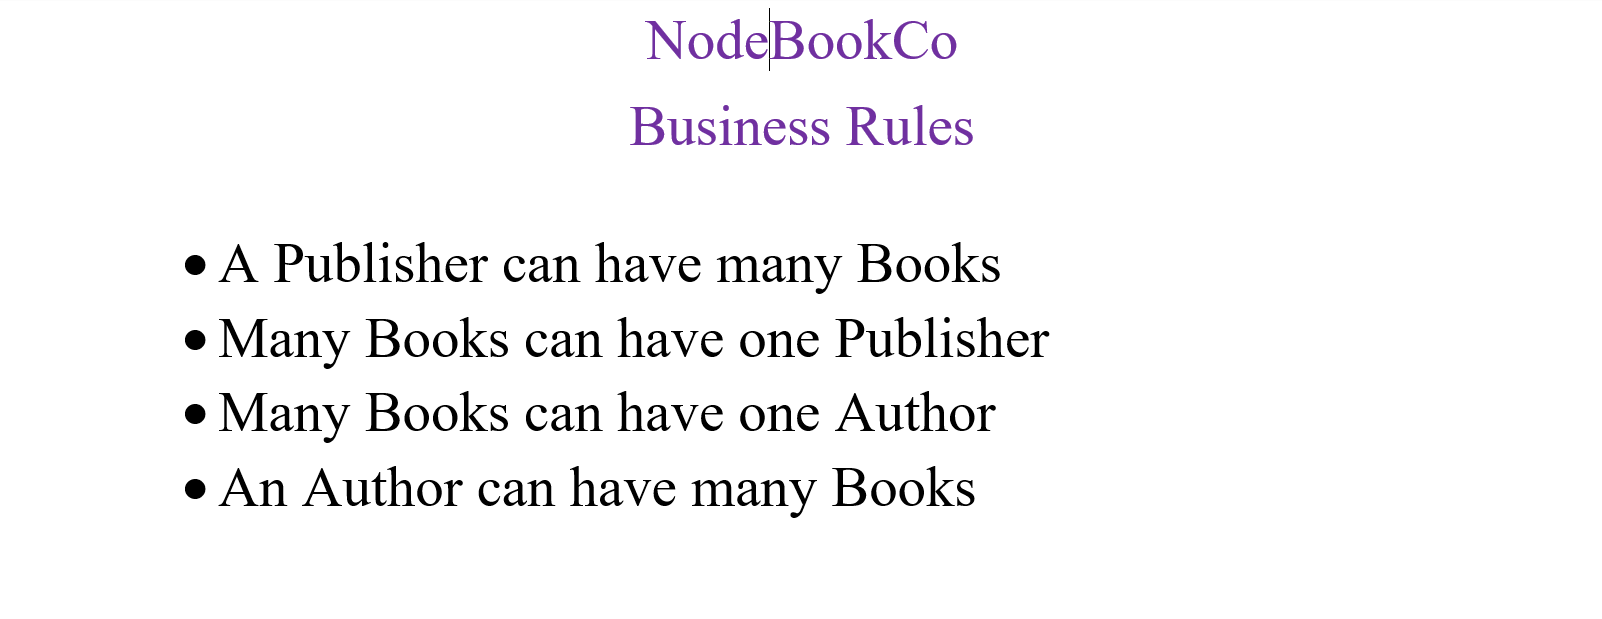 NodeBookCo
Business Rules
• A Publisher can have many Books
• Many Books can have one Publisher
• Many Books can have one Author
• An Author can have many Books